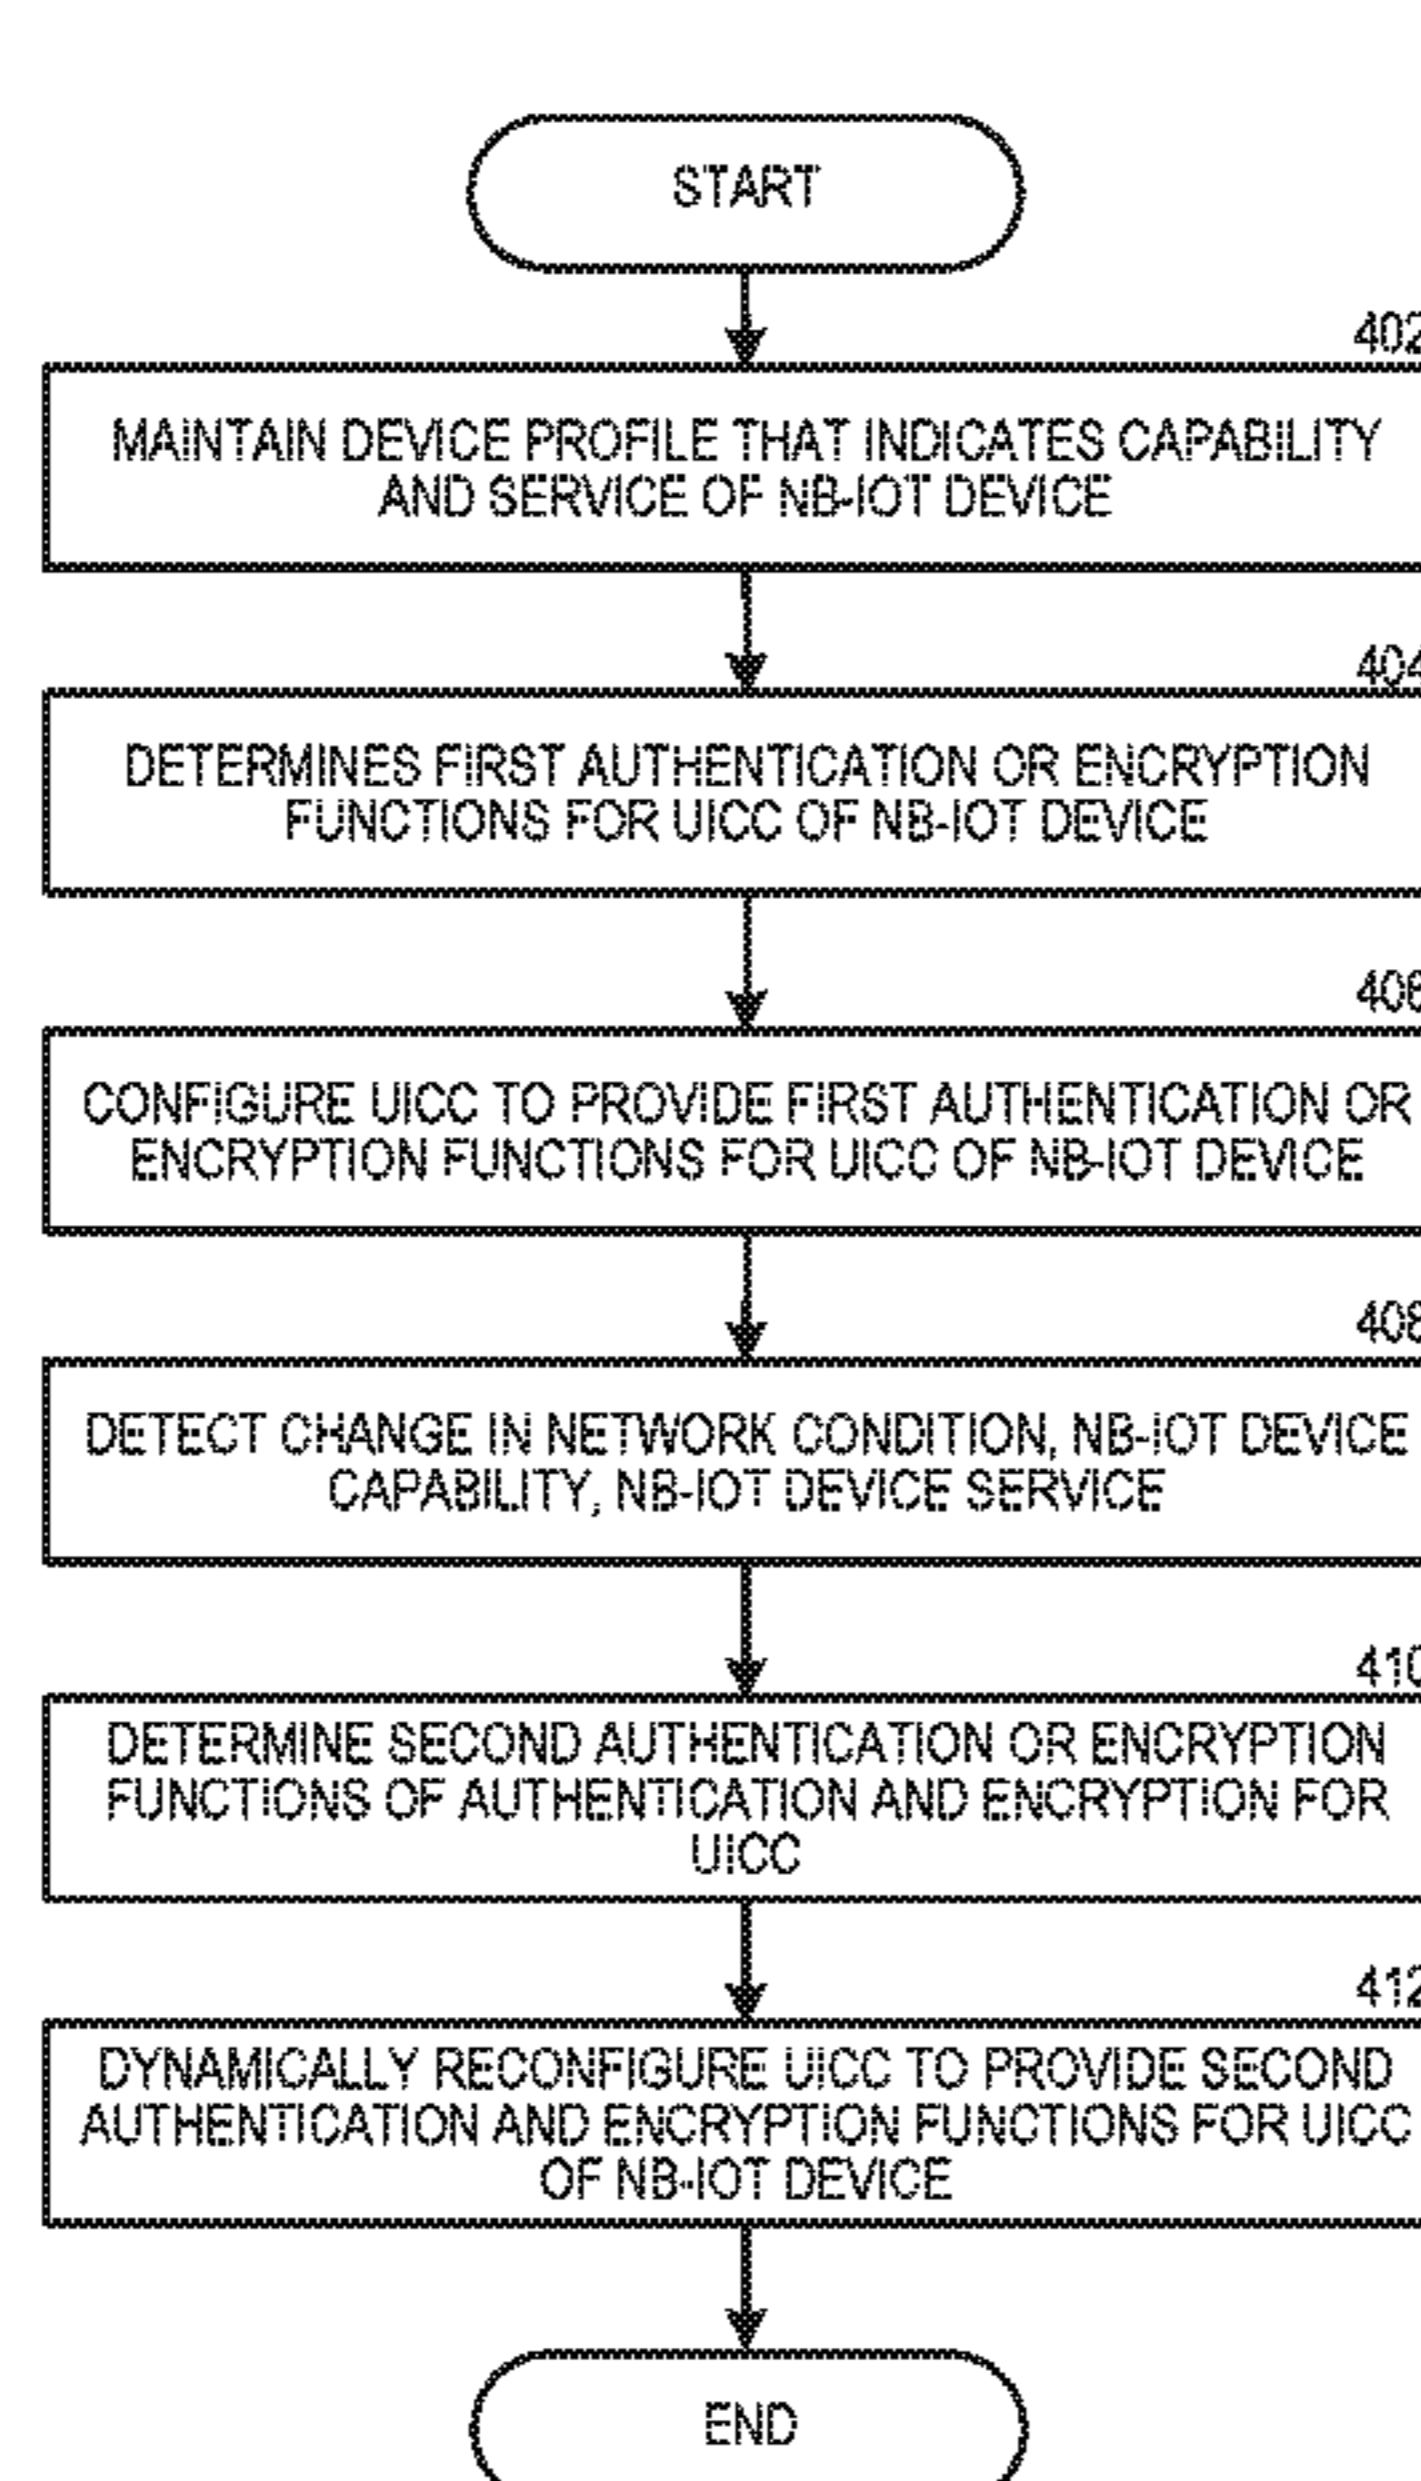 START
402
MAINTAIN DEVICE PROFILE THAT INDICATES CAPABILITY
AND SERVICE OF NB-IOT DEVICE
404
DETERMINES FIRST AUTHENTICATION OR ENCRYPTION
FUNCTIONS FOR UICC OF NB-IOT DEVICE
406
CONFIGURE UICC TO PROVIDE FIRST AUTHENTICATION OR
ENCRYPTION FUNCTIONS FOR UICC OF NB-IOT DEVICE
408
DETECT CHANGE IN NETWORK CONDITION, NB-IOT DEVICE
CAPABILITY, NB-IOT DEVICE SERVICE
410
DETERMINE SECOND AUTHENTICATION OR ENCRYPTION
FUNCTIONS OF AUTHENTICATION AND ENCRYPTION FOR
UICC
412
DYNAMICALLY RECONFIGURE UICC TO PROVIDE SECOND
AUTHENTICATION AND ENCRYPTION FUNCTIONS FOR UICC
OF NB-IOT DEVICE
END